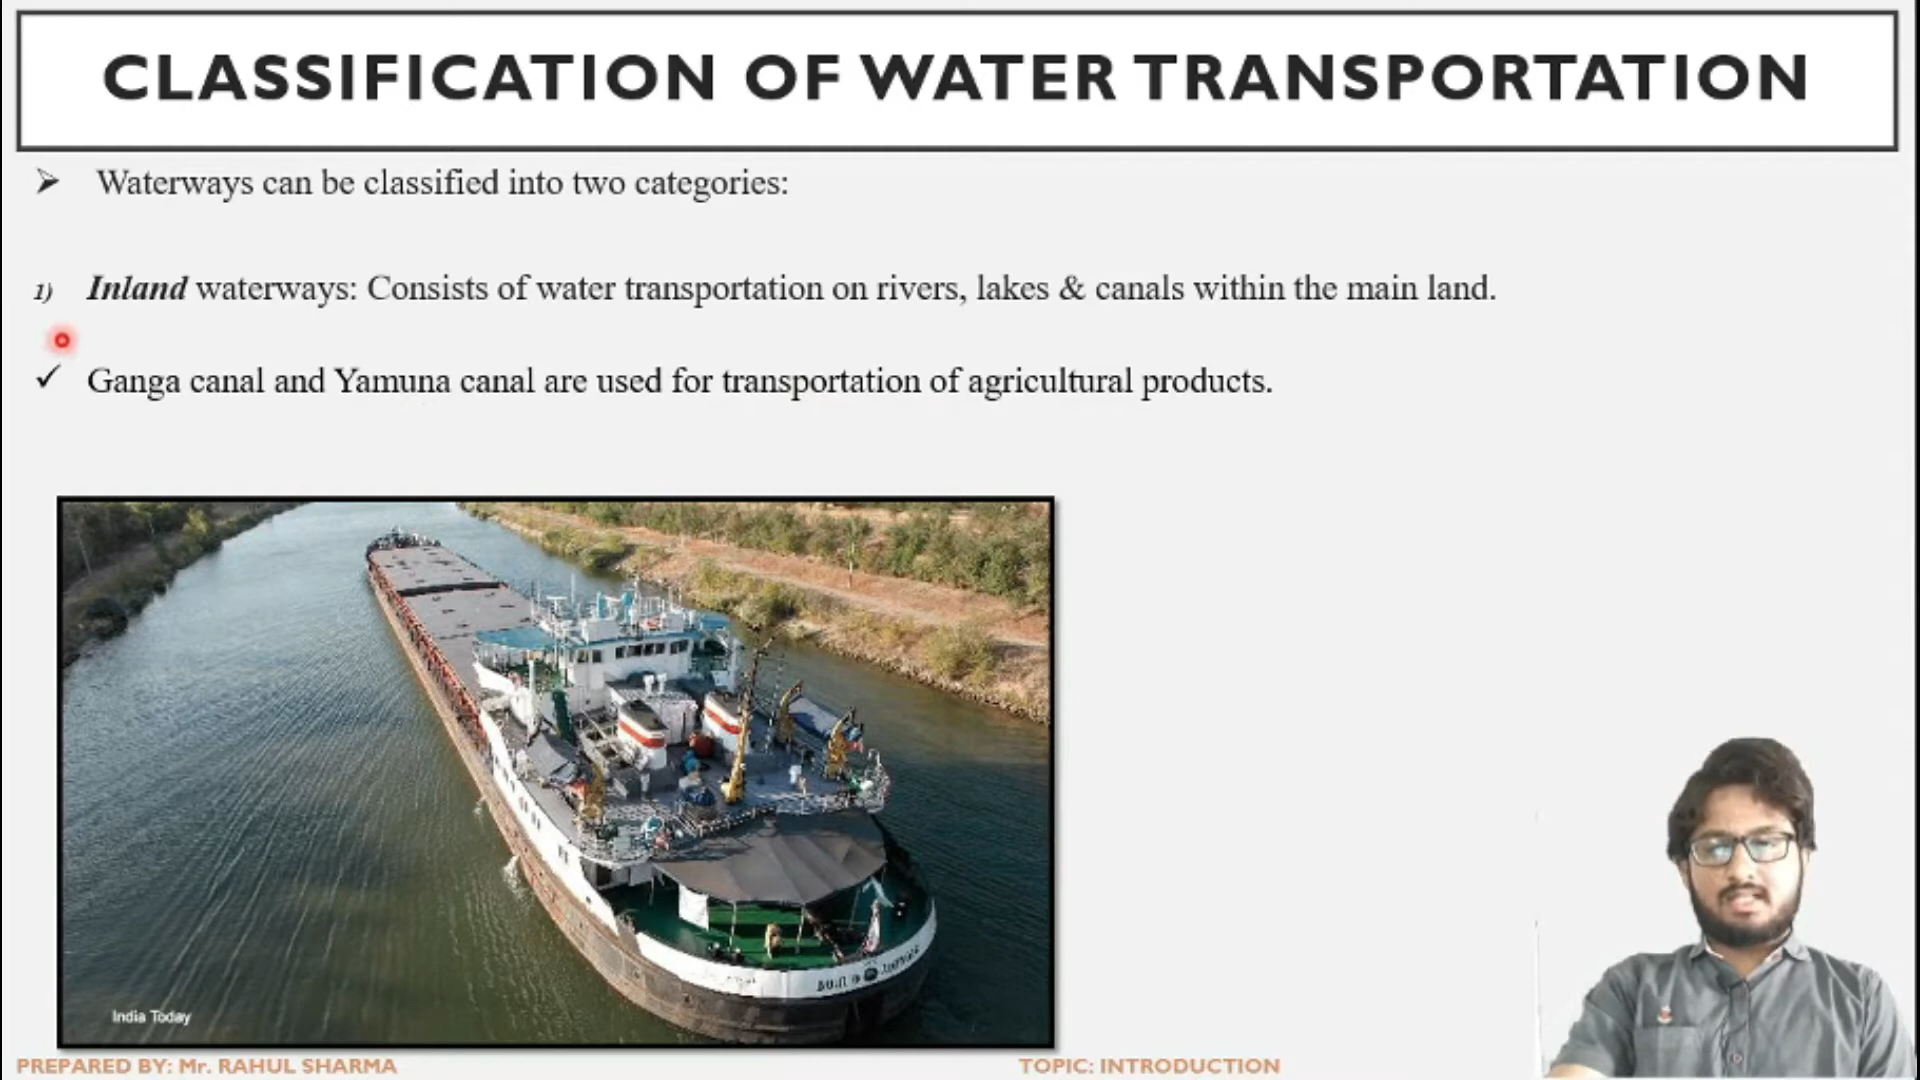 CLASSIFICATION OF WATER TRANSPORTATION
➢ Waterways can be classified into two categories:
1) Inland waterways: Consists of water transportation on rivers, lakes & canals within the main land.
✓ Ganga canal and Yamuna canal are used for transportation of agricultural products.
India Today
PREPARED BY: Mr. RAHUL SHARMA
TOPIC: INTRODUCTION